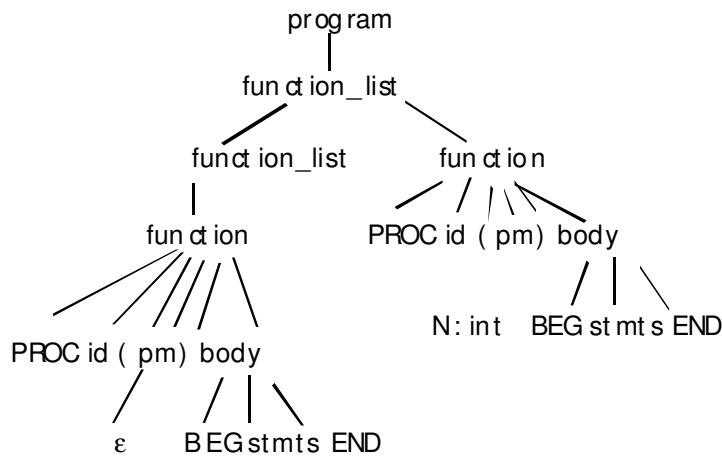 program
function_list
function_list function
function PROC id ( pm) body
N: int BEG stmts END
PROC id ( pm) body
ε BEG stmts END